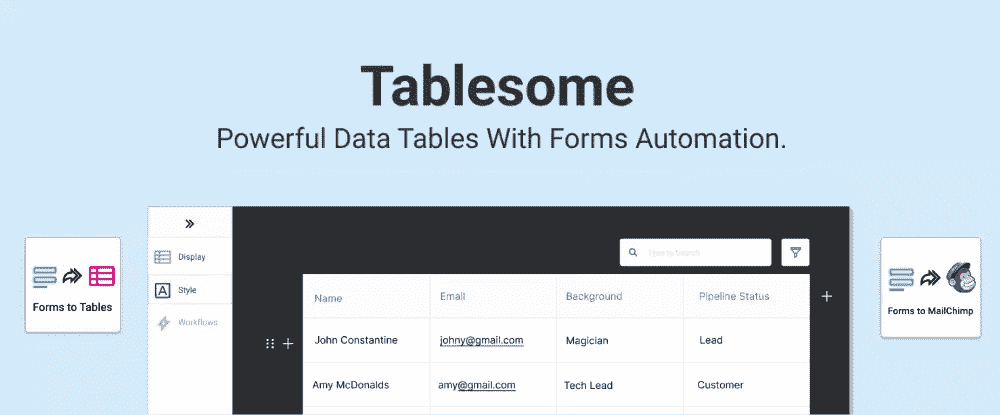 Tablesome
Powerful Data Tables With Forms Automation.
Forms to Tables
Display
Style
Workflows
Type to Search
Name Email Background Pipeline Status
John Constantine johny@gmail.com Magician Lead
Amy McDonalds amy@gmail.com Tech Lead Customer
Forms to MailChimp